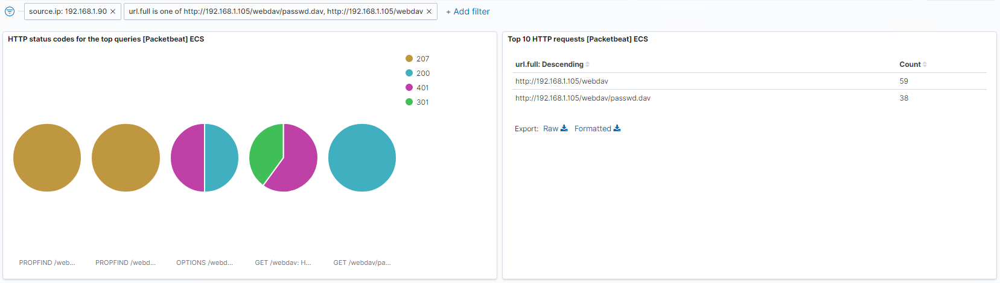 source.ip: 192.168.1.90 ×
url.full is one of http://192.168.1.105/webdav/passwd.dav, http://192.168.1.105/webdav ×
+ Add filter
HTTP status codes for the top queries [Packetbeat] ECS
207
200
401
301
PROPFIND /web...
PROPFIND /webd...
OPTIONS /webd...
GET /webdav: H...
GET /webdav/pa...
Top 10 HTTP requests [Packetbeat] ECS
url.full: Descending Count
http://192.168.1.105/webdav 59
http://192.168.1.105/webdav/passwd.dav 38
Export: Raw Formatted